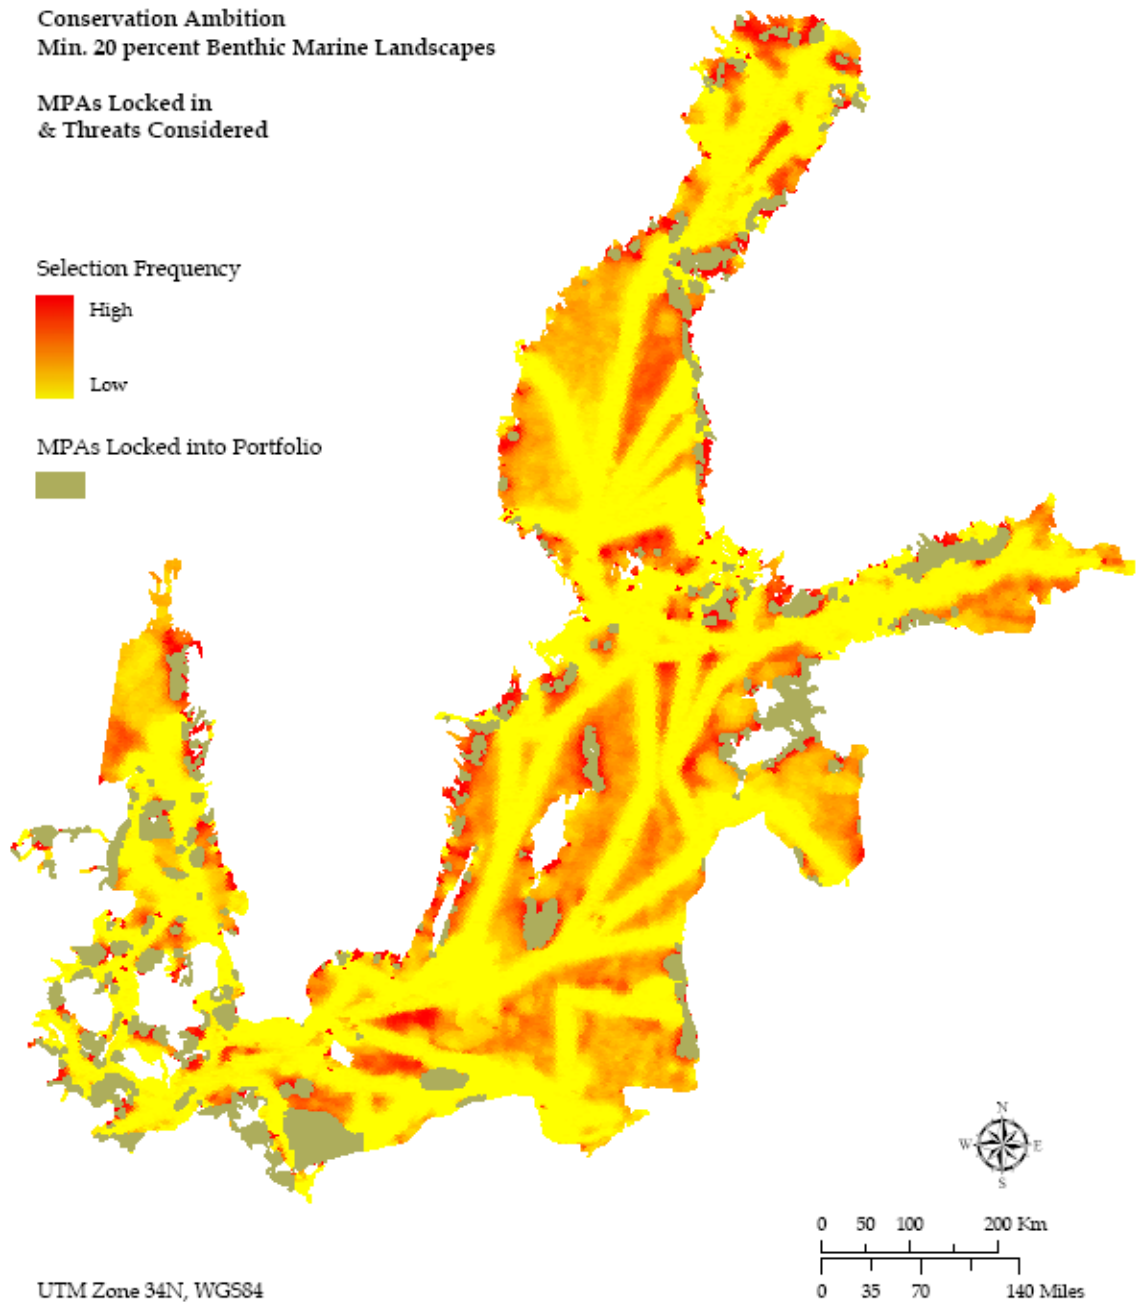 Conservation Ambition
Min. 20 percent Benthic Marine Landscapes
MPAs Locked in
& Threats Considered
Selection Frequency
High
Low
MPAs Locked into Portfolio
N
W E
S
0 50 100 200 Km
0 35 70 140 Miles
UTM Zone 34N, WGS84